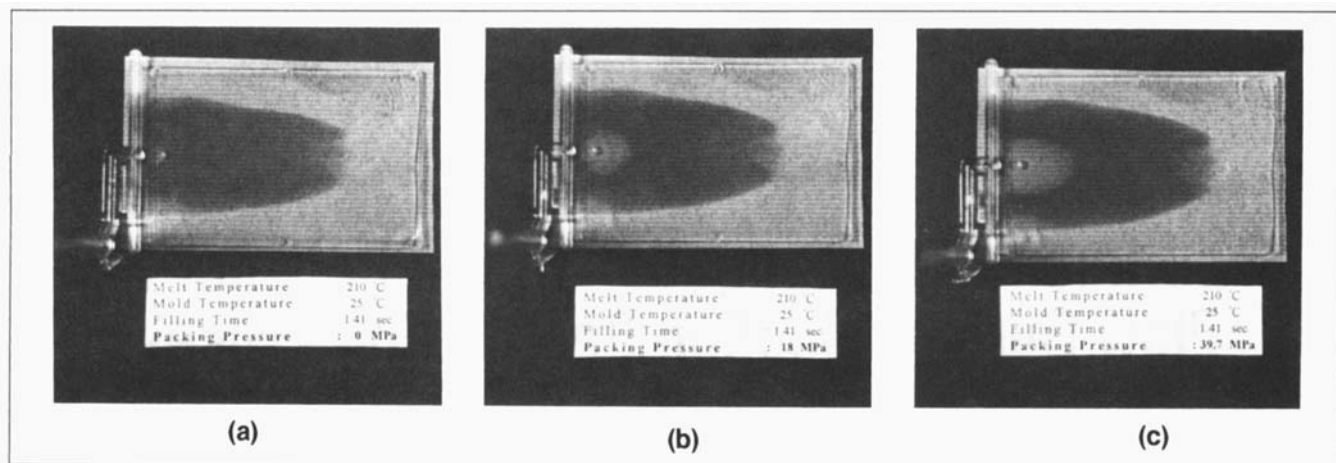 Melt Temperature : 210 °C
Mold Temperature : 25 °C
Filling Time : 1.41 sec
Packing Pressure : 0 MPa
(a)
Melt Temperature : 210 °C
Mold Temperature : 25 °C
Filling Time : 1.41 sec
Packing Pressure : 18 MPa
(b)
Melt Temperature : 210 °C
Mold Temperature : 25 °C
Filling Time : 1.41 sec
Packing Pressure : 39.7 MPa
(c)